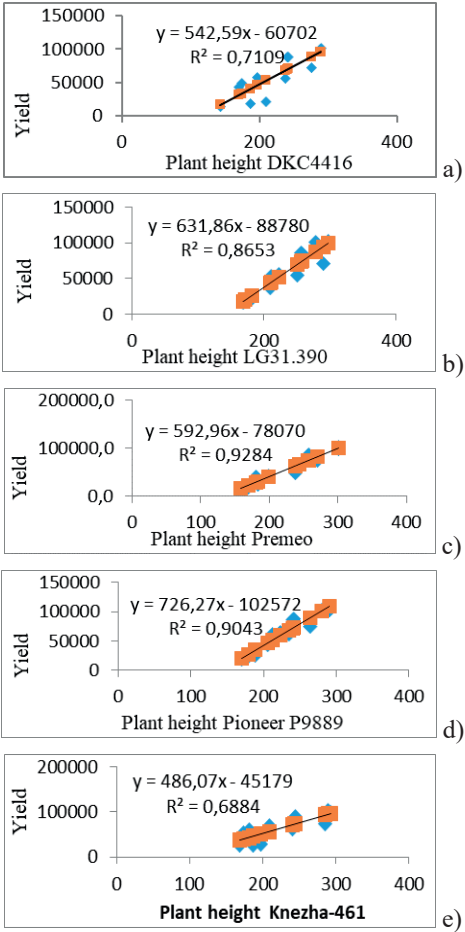 y = 542,59x - 60702
R² = 0,7109
150000
100000
50000
0
0 200 400
Yield
Plant height DKC4416
a)
y = 631,86x - 88780
R² = 0,8653
150000
100000
50000
0
0 200 400
Yield
Plant height LG31.390
b)
200000,0
y = 592,96x - 78070
R² = 0,9284
100000,0
0,0
0 100 200 300 400
Yield
Plant height Premeo
c)
150000
y = 726,27x - 102572
R² = 0,9043
100000
50000
0
0 100 200 300 400
Yield
Plant height Pioneer P9889
d)
200000
y = 486,07x - 45179
R² = 0,6884
100000
0
0 100 200 300 400
Yield
Plant height Knezha-461
e)